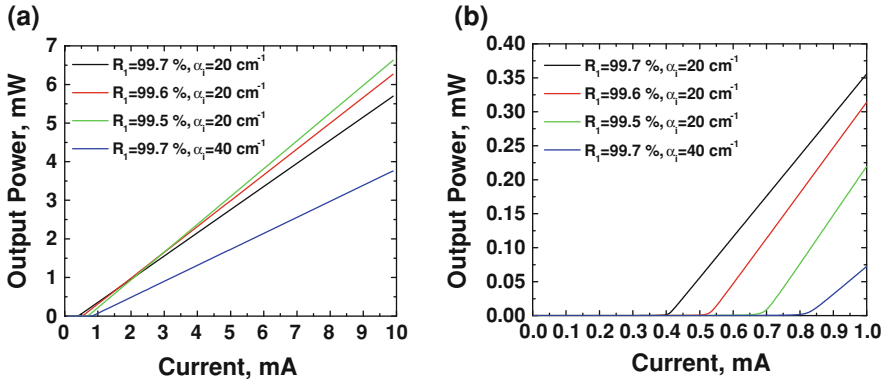 (a)
7
6
5
4
3
2
1
0
0 1 2 3 4 5 6 7 8 9 10
Output Power, mW
Current, mA
R₁=99.7 %, αᵢ=20 cm⁻¹
R₁=99.6 %, αᵢ=20 cm⁻¹
R₁=99.5 %, αᵢ=20 cm⁻¹
R₁=99.7 %, αᵢ=40 cm⁻¹
(b)
0.40
0.35
0.30
0.25
0.20
0.15
0.10
0.05
0.00
0.0 0.1 0.2 0.3 0.4 0.5 0.6 0.7 0.8 0.9 1.0
Output Power, mW
Current, mA
R₁=99.7 %, αᵢ=20 cm⁻¹
R₁=99.6 %, αᵢ=20 cm⁻¹
R₁=99.5 %, αᵢ=20 cm⁻¹
R₁=99.7 %, αᵢ=40 cm⁻¹